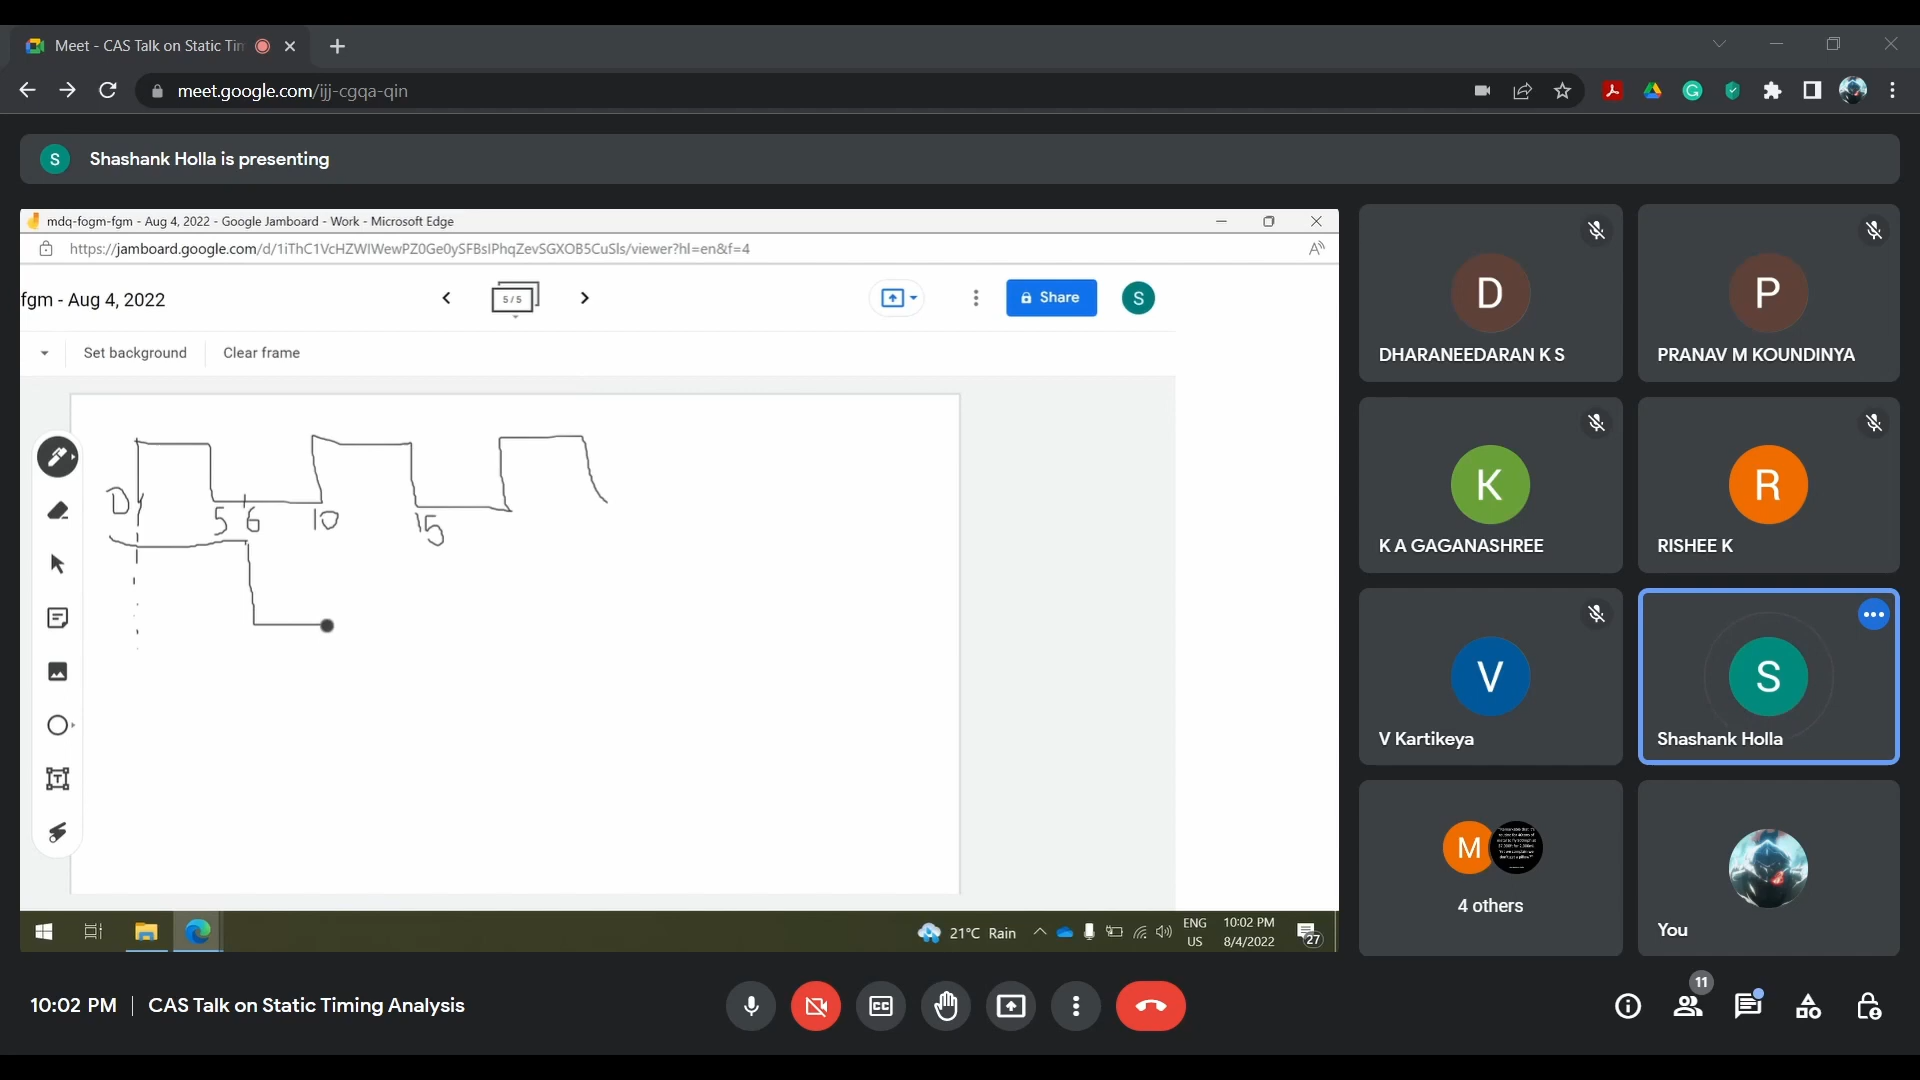 Meet - CAS Talk on Static Tim
meet.google.com/ijj-cgqa-qin
S
Shashank Holla is presenting
mdq-fogm-fgm - Aug 4, 2022 - Google Jamboard - Work - Microsoft Edge
https://jamboard.google.com/d/1iThC1VcHZWIWewPZ0Ge0ySFBsIPhqZevSGXOB5CuSls/viewer?hl=en&f=4
fgm - Aug 4, 2022
5 / 5
Share
S
Set background
Clear frame
D
5
6
10
15
D
DHARANEEDARAN K S
P
PRANAV M KOUNDINYA
K
K A GAGANASHREE
R
RISHEE K
V
V Kartikeya
S
Shashank Holla
M
4 others
You
21°C Rain
ENG
US
10:02 PM
8/4/2022
27
10:02 PM
CAS Talk on Static Timing Analysis
CC
11